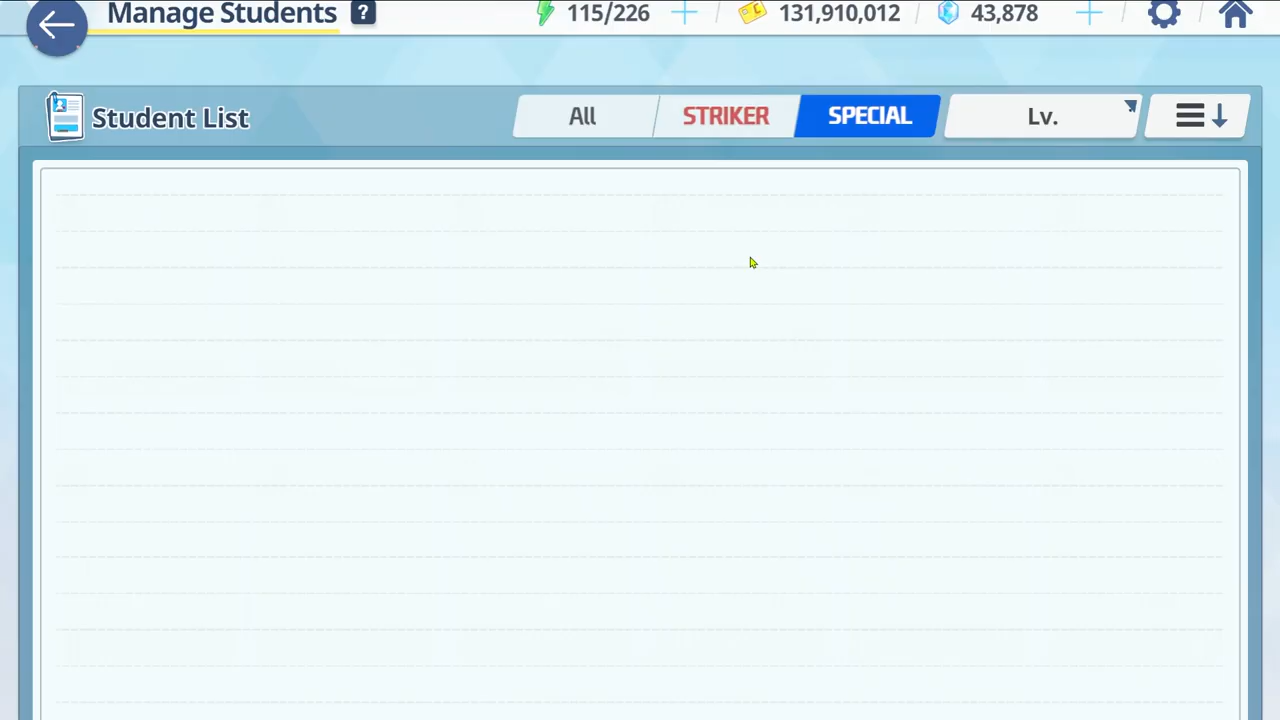 Manage Students ? 115/226 131,910,012 43,878
Student List All STRIKER SPECIAL Lv.